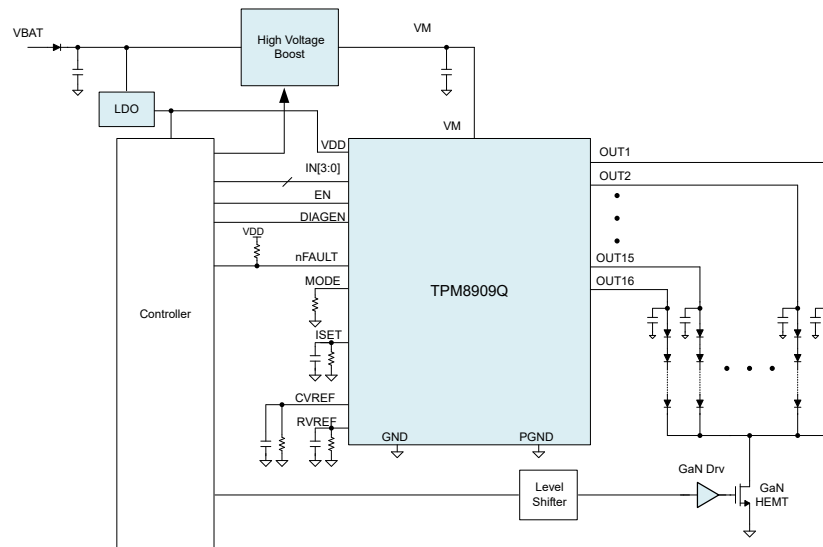 VBAT
High Voltage
Boost
VM
LDO
VM
VDD
IN[3:0]
EN
DIAGEN
VDD
nFAULT
MODE
ISET
CVREF
RVREF
GND
PGND
TPM8909Q
Controller
OUT1
OUT2
OUT15
OUT16
Level
Shifter
GaN Drv
GaN
HEMT